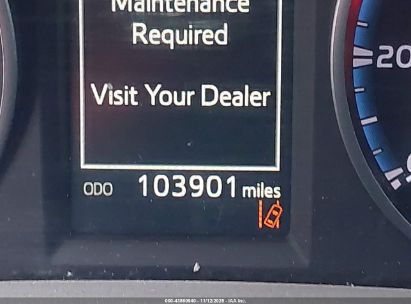 Maintenance
Required
Visit Your Dealer
20
ODO 103901 miles